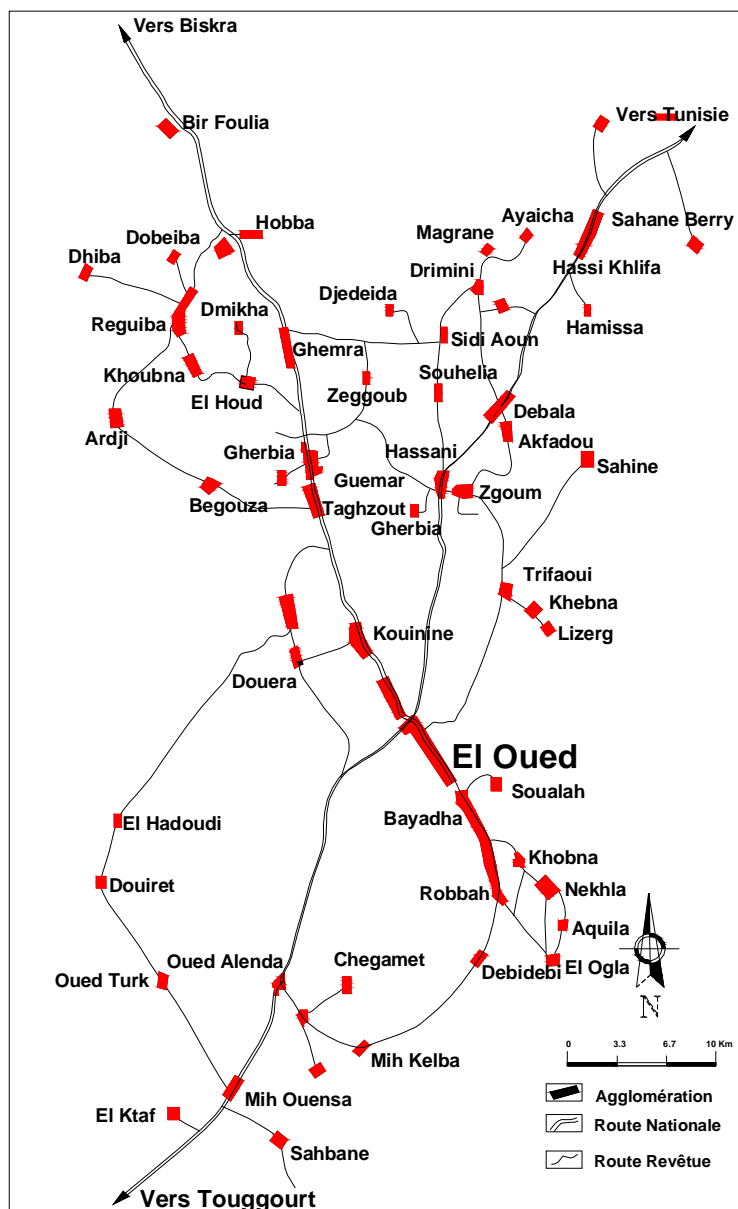 Vers Biskra
Vers Tunisie
Bir Foulia
Ayaicha
Hobba
Sahane Berry
Magrane
Dobeiba
Dhiba
Drimini
Hassi Khlifa
Djedeida
Dmikha
Hamissa
Reguiba
Sidi Aoun
Ghemra
Souhelia
Khoubna
Zeggoub
El Houd
Debala
Ardji
Akfadou
Gherbia
Hassani
Sahine
Guemar
Zgoum
Begouza
Taghzout
Gherbia
Trifaoui
Khebna
Lizerg
Kouinine
Douera
El Oued
Soualah
Bayadha
El Hadoudi
Khobna
Douiret
Nekhla
Robbah
Aquila
Oued Alenda
Chegamet
El Ogla
Debidebi
Oued Turk
N
0 3.3 6.7 10 Km
Mih Kelba
Mih Ouensa
Agglomération
El Ktaf
Route Nationale
Sahbane
Route Revêtue
Vers Touggourt